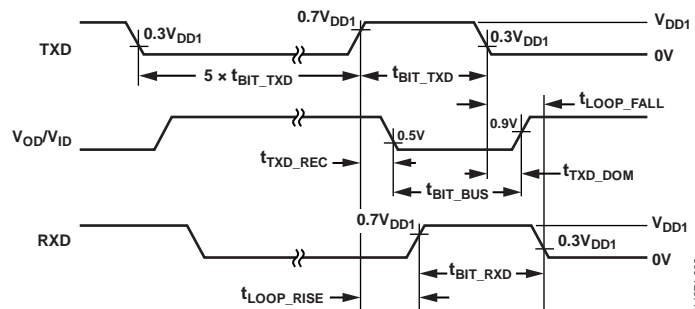 0.7VDD1
VDD1
TXD
0.3VDD1
0.3VDD1
0V
5 × tBIT_TXD
tBIT_TXD
tLOOP_FALL
0.9V
VOD/VID
0.5V
tTXD_REC
tTXD_DOM
tBIT_BUS
0.7VDD1
VDD1
RXD
0.3VDD1
0V
tBIT_RXD
tLOOP_RISE